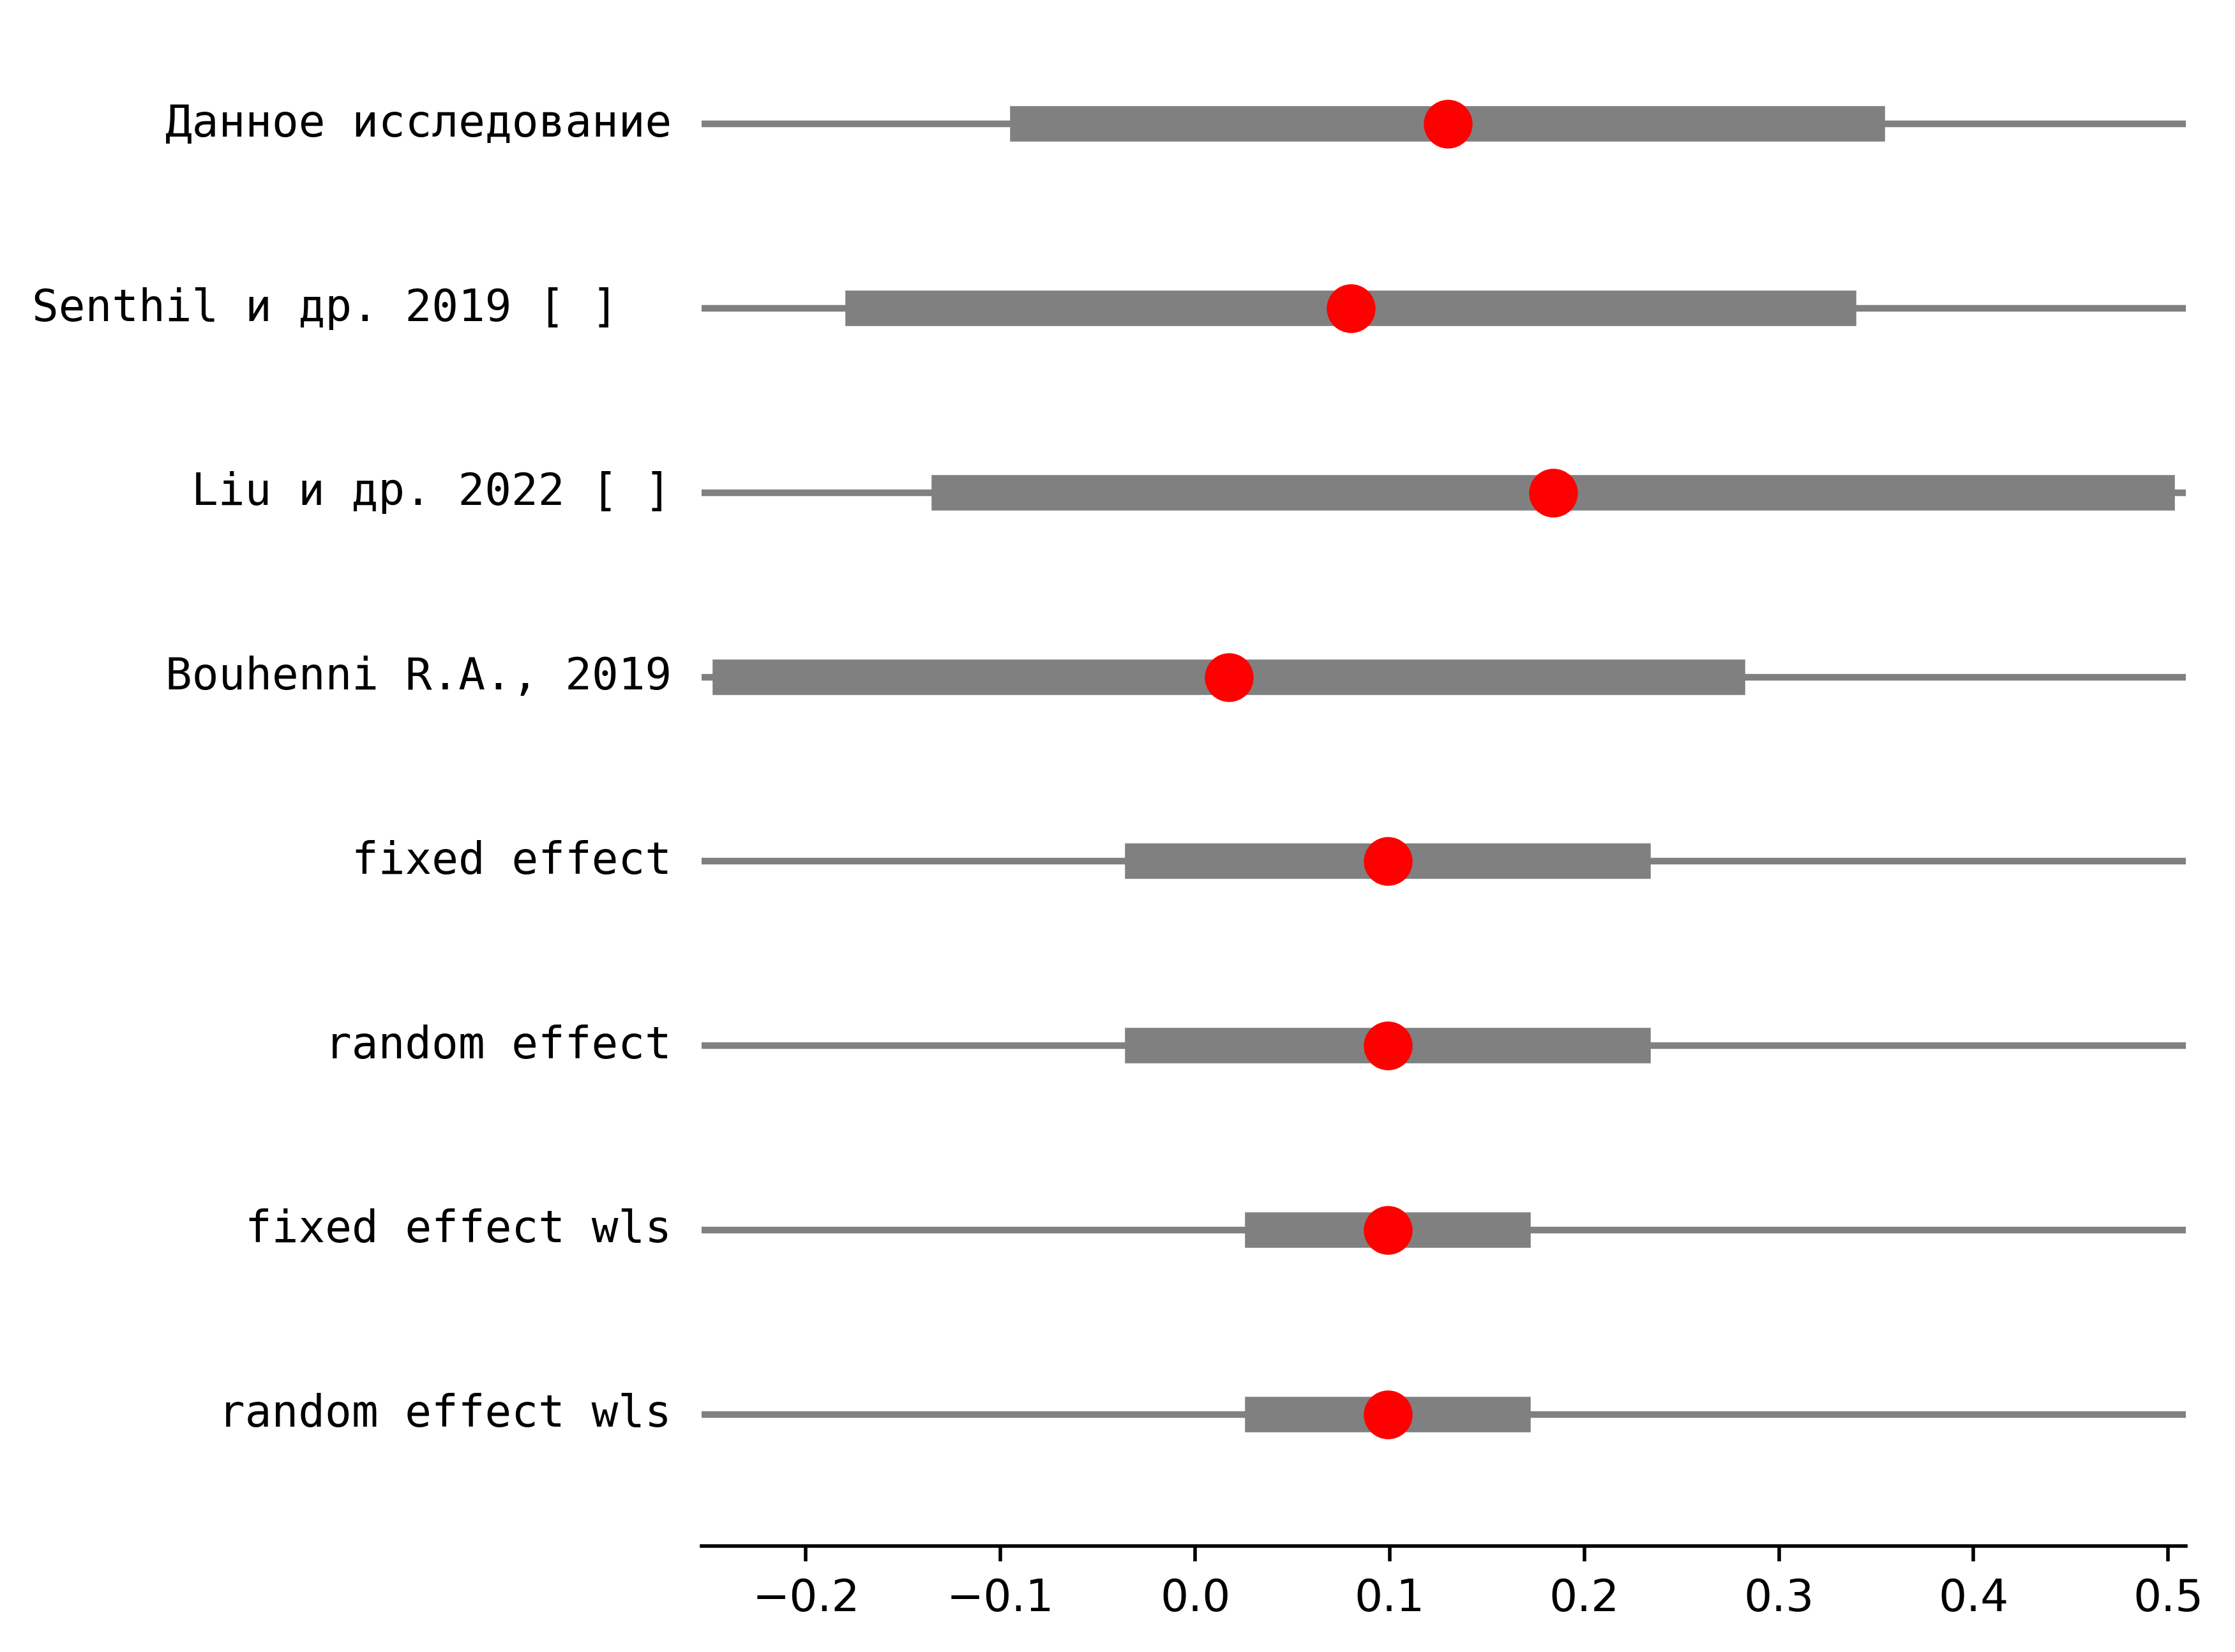 Данное исследование
Senthil и др. 2019 [ ]
Liu и др. 2022 [ ]
Bouhenni R.A., 2019
fixed effect
random effect
fixed effect wls
random effect wls
−0.2 −0.1 0.0 0.1 0.2 0.3 0.4 0.5